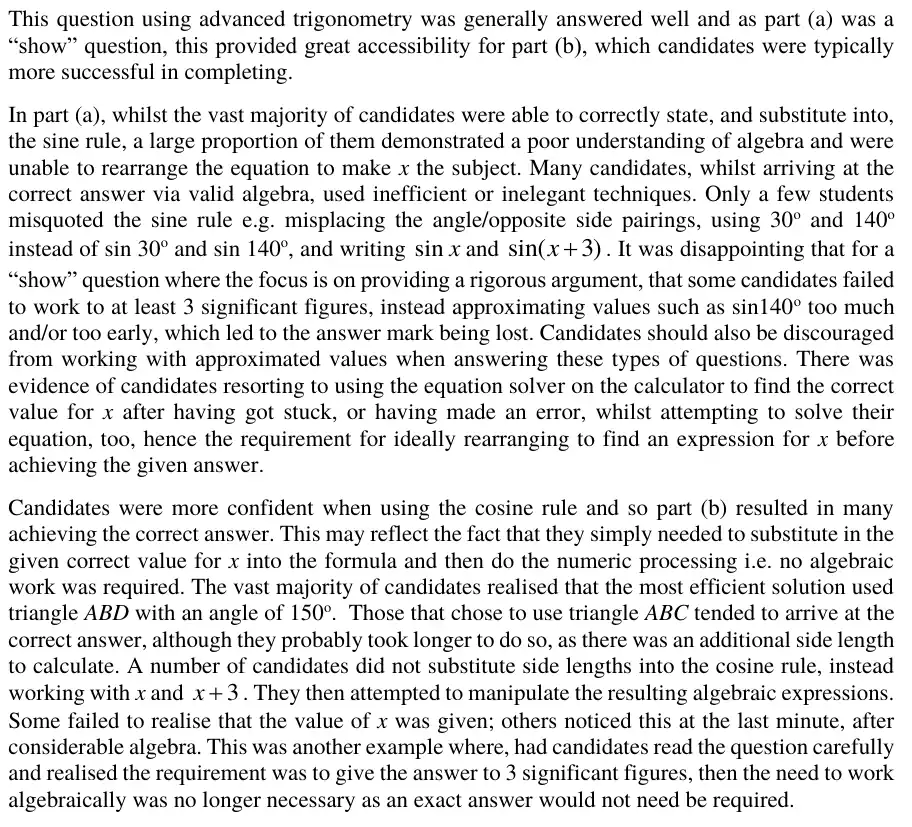 This question using advanced trigonometry was generally answered well and as part (a) was a
“show” question, this provided great accessibility for part (b), which candidates were typically
more successful in completing.
In part (a), whilst the vast majority of candidates were able to correctly state, and substitute into,
the sine rule, a large proportion of them demonstrated a poor understanding of algebra and were
unable to rearrange the equation to make x the subject. Many candidates, whilst arriving at the
correct answer via valid algebra, used inefficient or inelegant techniques. Only a few students
misquoted the sine rule e.g. misplacing the angle/opposite side pairings, using 30º and 140º
instead of sin 30º and sin 140º, and writing sin x and sin(x+3). It was disappointing that for a
“show” question where the focus is on providing a rigorous argument, that some candidates failed
to work to at least 3 significant figures, instead approximating values such as sin140º too much
and/or too early, which led to the answer mark being lost. Candidates should also be discouraged
from working with approximated values when answering these types of questions. There was
evidence of candidates resorting to using the equation solver on the calculator to find the correct
value for x after having got stuck, or having made an error, whilst attempting to solve their
equation, too, hence the requirement for ideally rearranging to find an expression for x before
achieving the given answer.
Candidates were more confident when using the cosine rule and so part (b) resulted in many
achieving the correct answer. This may reflect the fact that they simply needed to substitute in the
given correct value for x into the formula and then do the numeric processing i.e. no algebraic
work was required. The vast majority of candidates realised that the most efficient solution used
triangle ABD with an angle of 150º. Those that chose to use triangle ABC tended to arrive at the
correct answer, although they probably took longer to do so, as there was an additional side length
to calculate. A number of candidates did not substitute side lengths into the cosine rule, instead
working with x and x+3. They then attempted to manipulate the resulting algebraic expressions.
Some failed to realise that the value of x was given; others noticed this at the last minute, after
considerable algebra. This was another example where, had candidates read the question carefully
and realised the requirement was to give the answer to 3 significant figures, then the need to work
algebraically was no longer necessary as an exact answer would not need be required.